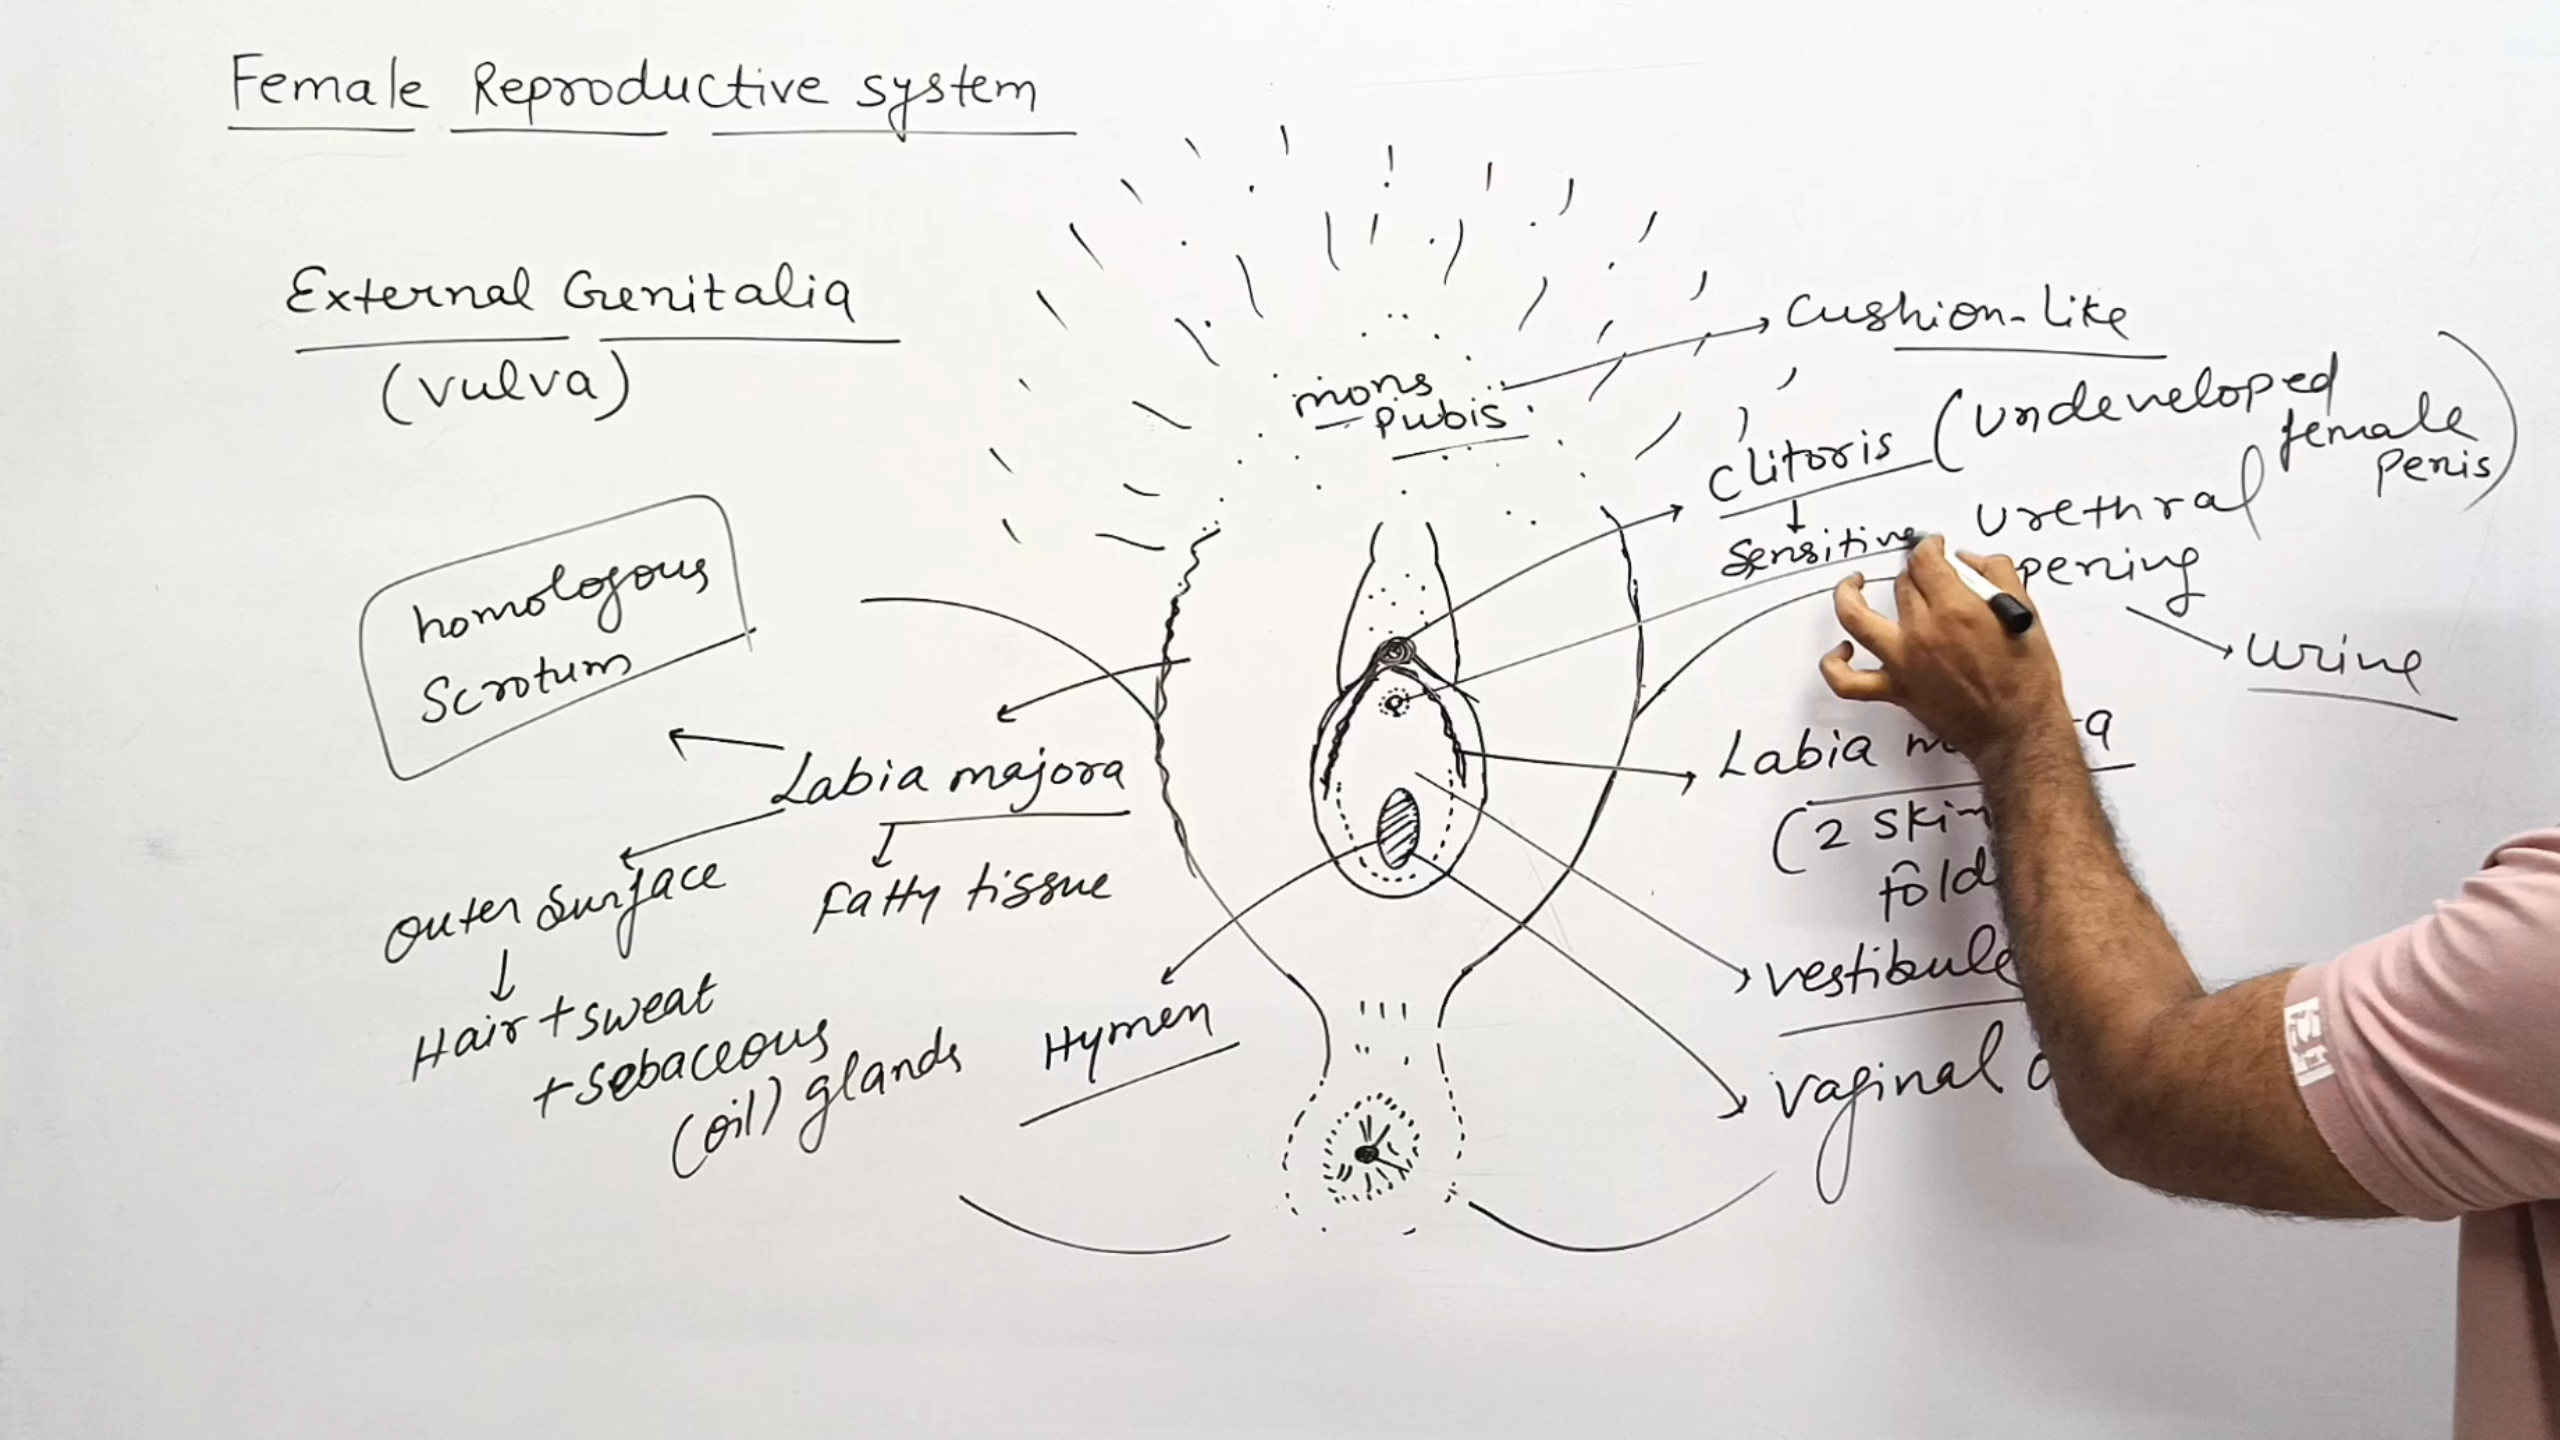 Female Reproductive system
External Genitalia
(vulva)
mons
pubis
cushion-like
clitoris (undeveloped
female
penis)
sensitive
urethral
pening
urine
homologous
scrotum
Labia majora
Fatty tissue
outer surface
Hair + sweat
+ sebaceous
(oil) glands
Hymen
Labia
(2 skin
fold
vestibule
vaginal